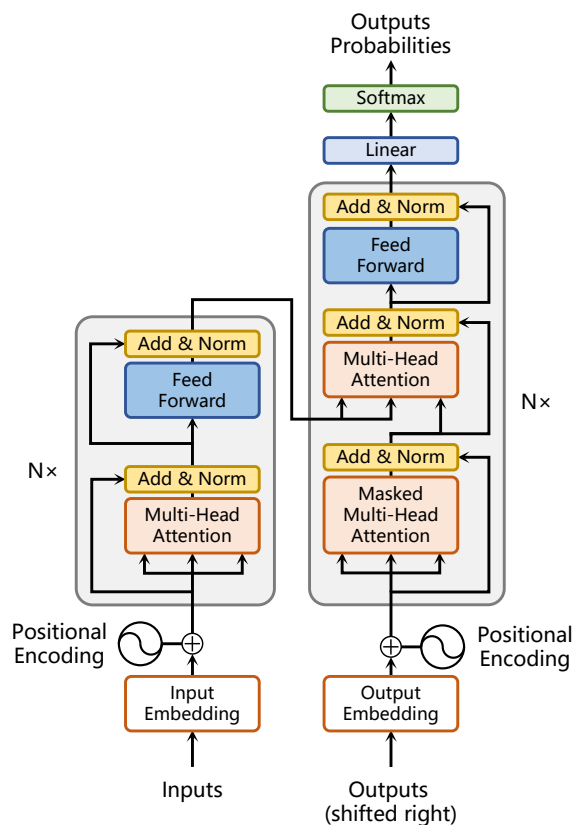 Outputs
Probabilities
Softmax
Linear
Add & Norm
Feed
Forward
Add & Norm
Multi-Head
Attention
Add & Norm
Masked
Multi-Head
Attention
N×
Add & Norm
Feed
Forward
Add & Norm
Multi-Head
Attention
N×
Positional
Encoding
Positional
Encoding
Input
Embedding
Output
Embedding
Inputs
Outputs
(shifted right)